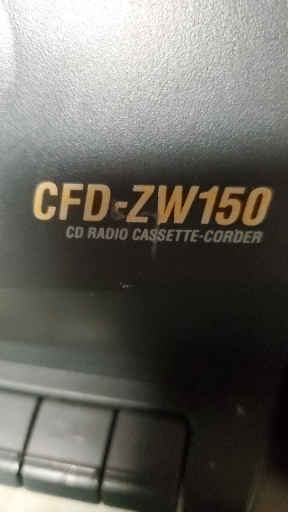 CFD-ZW150
CD RADIO CASSETTE-CORDER